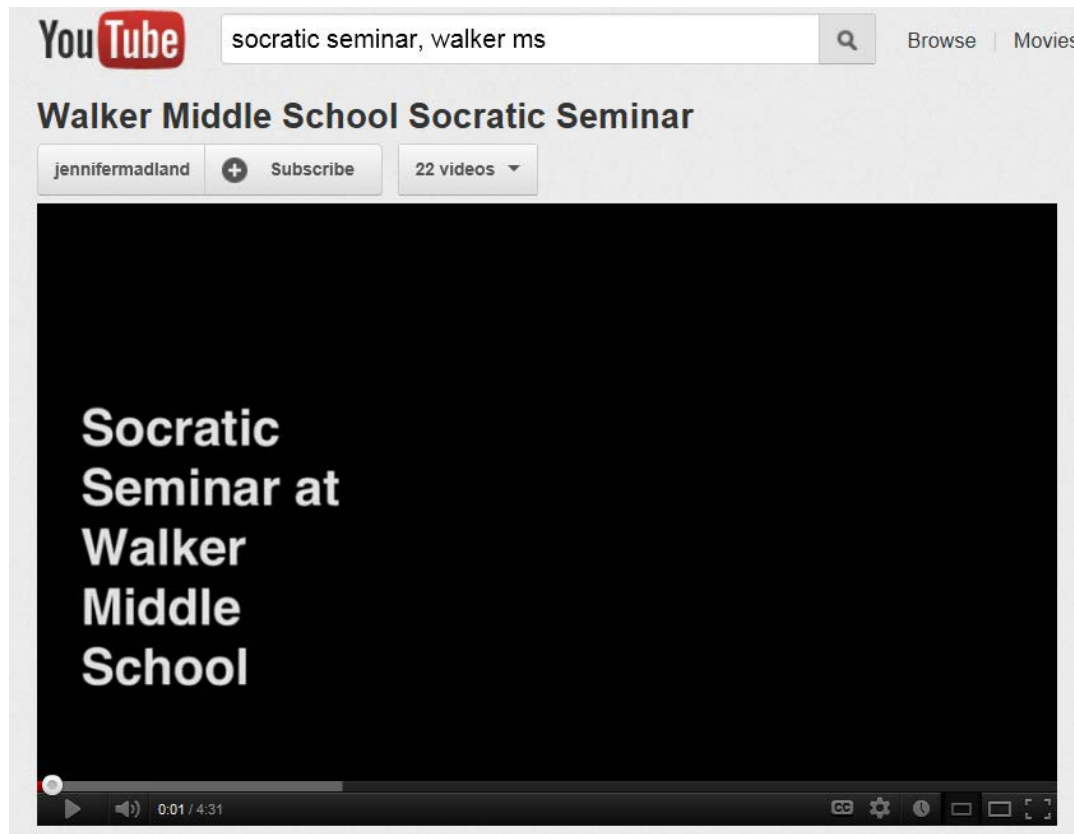 YouTube socratic seminar, walker ms Browse Movies
Walker Middle School Socratic Seminar
jennifermadland Subscribe 22 videos
Socratic
Seminar at
Walker
Middle
School
0:01 / 4:31 CC